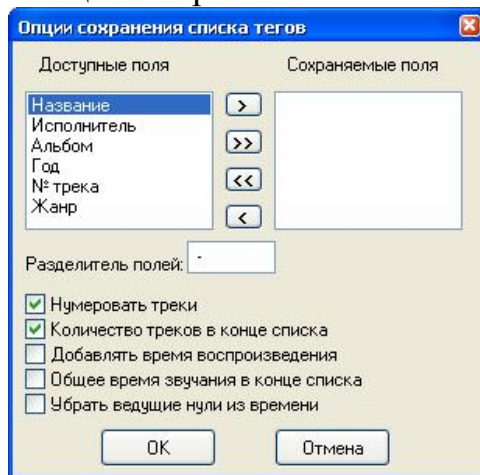 Опции сохранения списка тегов
Доступные поля
Сохраняемые поля
Название
Исполнитель
Альбом
Год
№ трека
Жанр
>
>>
<<
<
Разделитель полей: -
Нумеровать треки
Количество треков в конце списка
Добавлять время воспроизведения
Общее время звучания в конце списка
Убрать ведущие нули из времени
OK
Отмена